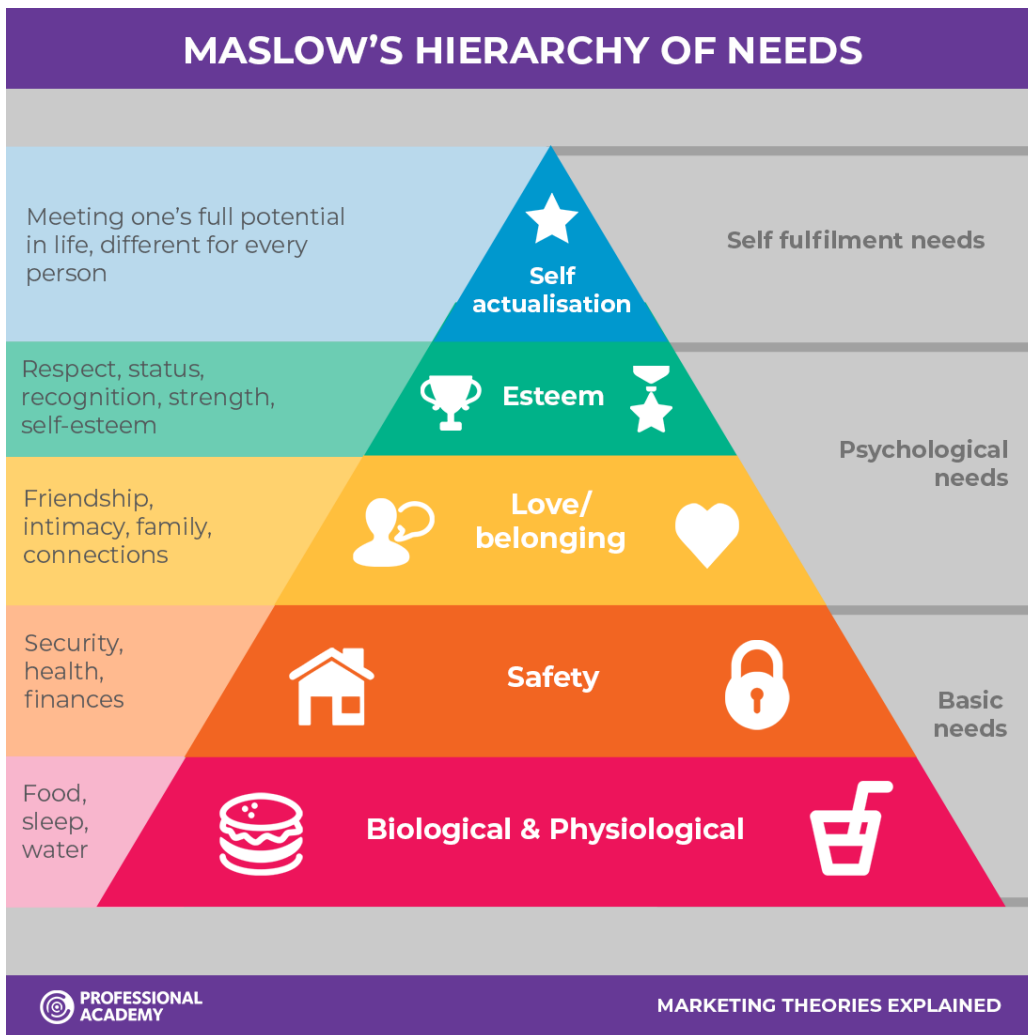 MASLOW’S HIERARCHY OF NEEDS
Meeting one’s full potential
in life, different for every
person
Self
actualisation
Self fulfilment needs
Respect, status,
recognition, strength,
self-esteem
Esteem
Psychological
needs
Friendship,
intimacy, family,
connections
Love/
belonging
Security,
health,
finances
Safety
Basic
needs
Food,
sleep,
water
Biological & Physiological
PROFESSIONAL
ACADEMY
MARKETING THEORIES EXPLAINED